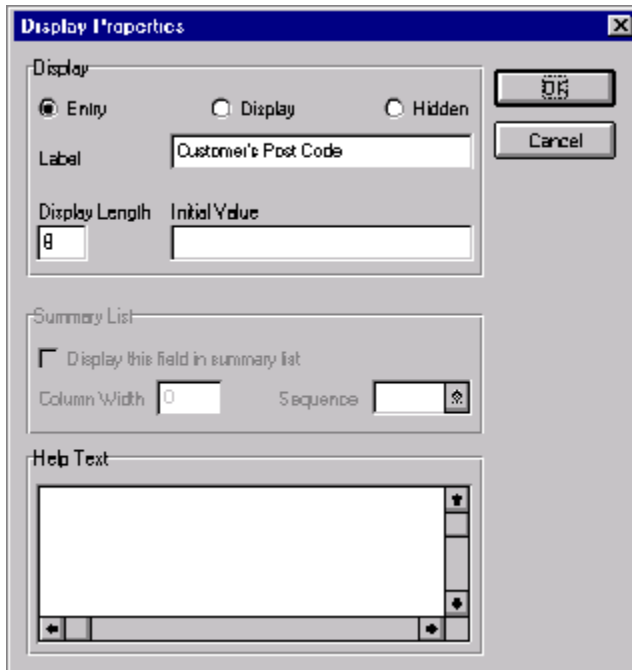 Display Properties
Display
OK
Entry Display Hidden
Cancel
Label Customer's Post Code
Display Length Initial Value
8
Summary List
Display this field in summary list
Column Width 0 Sequence
Help Text